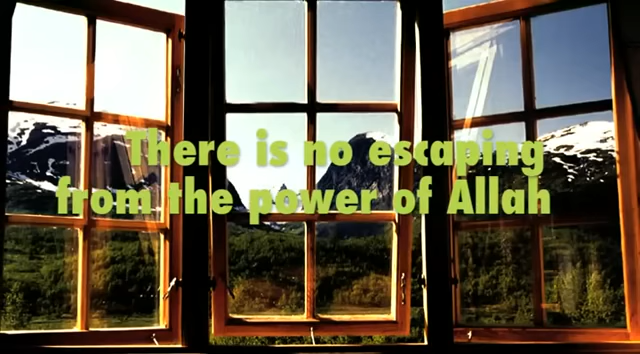 There is no escaping
from the power of Allah